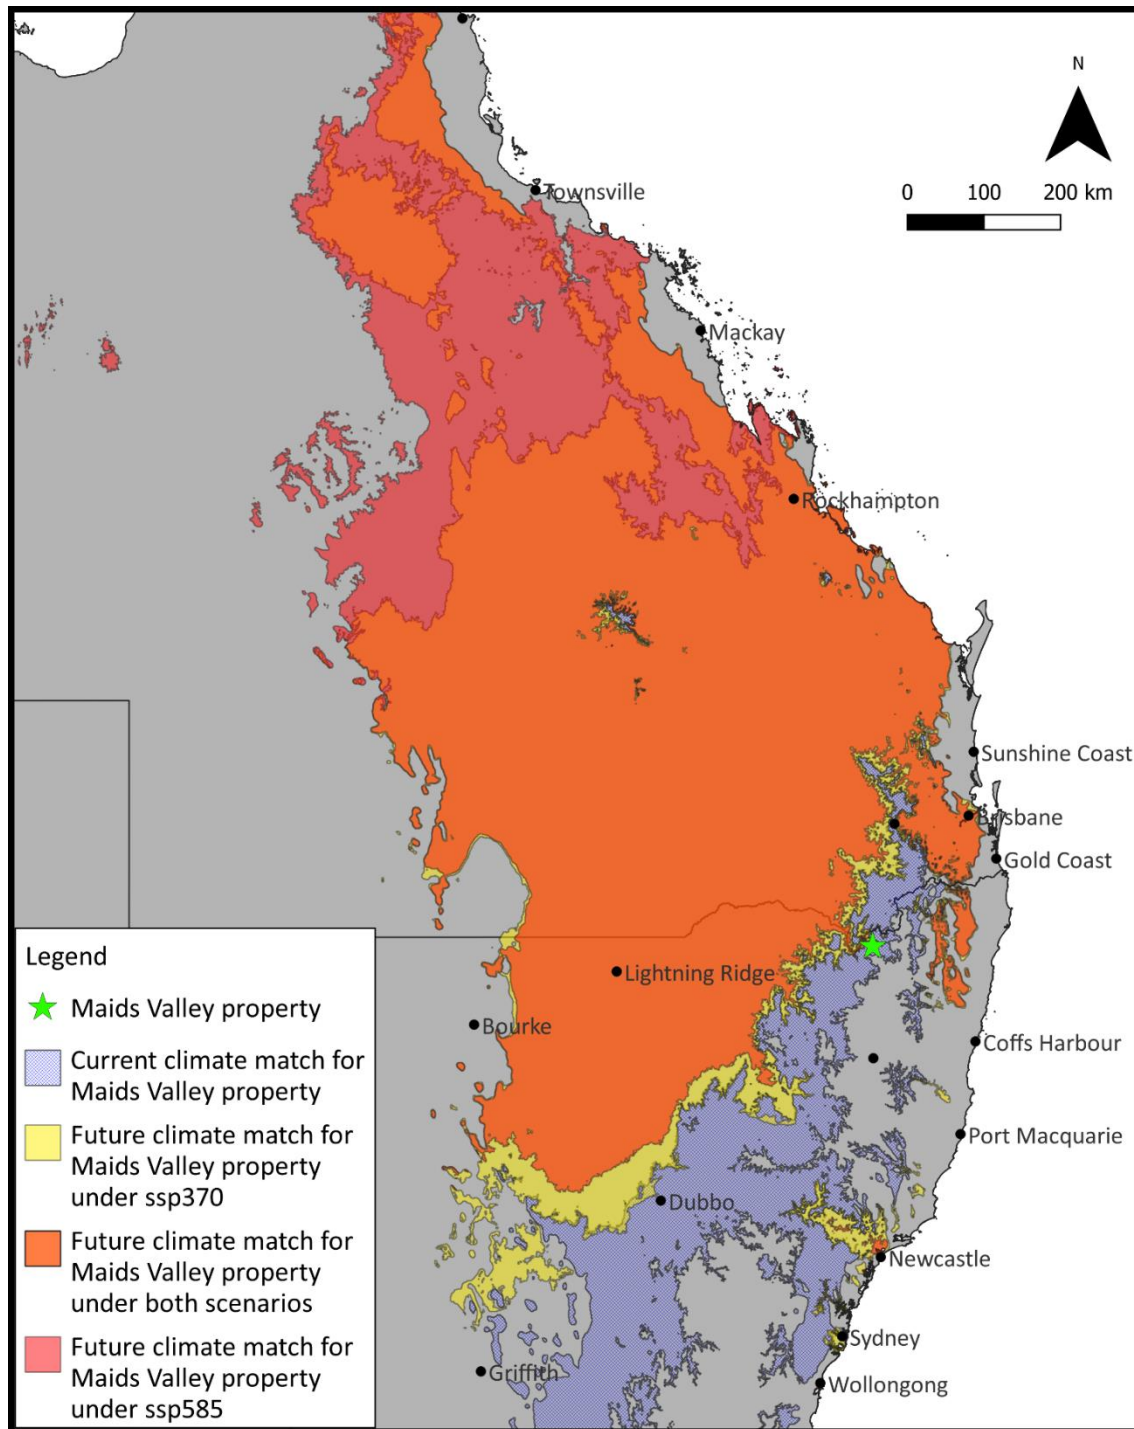 N
0 100 200 km
Townsville
Mackay
Rockhampton
Sunshine Coast
Brisbane
Gold Coast
Lightning Ridge
Bourke
Coffs Harbour
Port Macquarie
Dubbo
Newcastle
Sydney
Griffith
Wollongong
Legend
Maids Valley property
Current climate match for
Maids Valley property
Future climate match for
Maids Valley property
under ssp370
Future climate match for
Maids Valley property
under both scenarios
Future climate match for
Maids Valley property
under ssp585